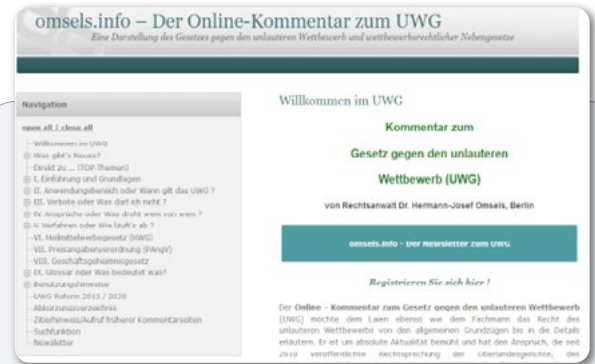 omsels.info – Der Online-Kommentar zum UWG
Eine Darstellung des Gesetzes gegen den unlauteren Wettbewerb und wettbewerbsrechtlicher Nebengesetze
Navigation
open all | close all
Willkommen im UWG
Was gibt's Neues?
Direkt zu ... (TOP-Themen)
I. Einführung und Grundlagen
II. Anwendungsbereich oder Wann gilt das UWG ?
III. Verbote oder Was darf ich nicht ?
IV. Ansprüche oder Was droht wem von wem ?
V. Verfahren oder Wie läuft's ab ?
VI. Heilmittelwerbegesetz (HWG)
VII. Preisangabenverordnung (PAngV)
VIII. Geschäftsgeheimnisgesetz
IX. Glossar oder Was bedeutet was?
Benutzungshinweise
UWG-Reform 2015 / 2020
Abkürzungsverzeichnis
Zitierhinweis/Aufruf früherer Kommentarseiten
Suchfunktion
Newsletter
Willkommen im UWG
Kommentar zum
Gesetz gegen den unlauteren
Wettbewerb (UWG)
von Rechtsanwalt Dr. Hermann-Josef Omsels, Berlin
omsels.info - Der Newsletter zum UWG
Registrieren Sie sich hier !
Der Online - Kommentar zum Gesetz gegen den unlauteren Wettbewerb
(UWG) möchte dem Laien ebenso wie dem Fachmann das Recht des
unlauteren Wettbewerbs von den allgemeinen Grundzügen bis in die Details
erläutern. Er ist um absolute Aktualität bemüht und hat den Anspruch, die seit
2010 veröffentlichte Rechtsprechung der Oberlandesgerichte, des